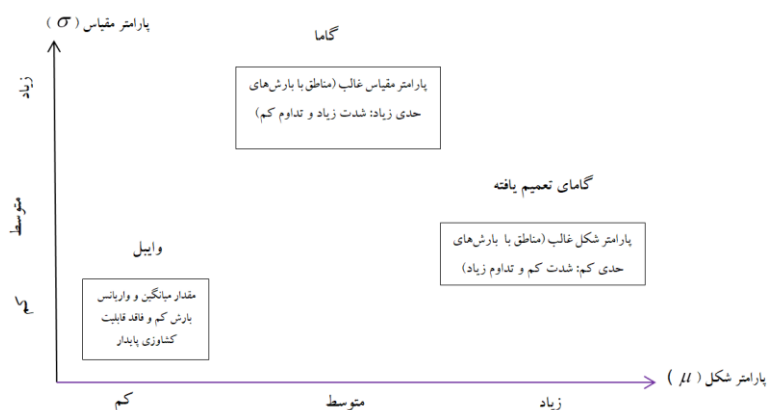 پارامتر مقیاس ( σ )
گاما
زیاد
پارامتر مقیاس غالب (مناطق با بارش‌های
حدی زیاد: شدت زیاد و تداوم کم)
گامای تعمیم یافته
متوسط
پارامتر شکل غالب (مناطق با بارش‌های
حدی کم: شدت کم و تداوم زیاد)
وایبل
کم
مقدار میانگین و واریانس
بارش کم و فاقد قابلیت
کشاوزی پایدار
پارامتر شکل ( μ )
کم
متوسط
زیاد